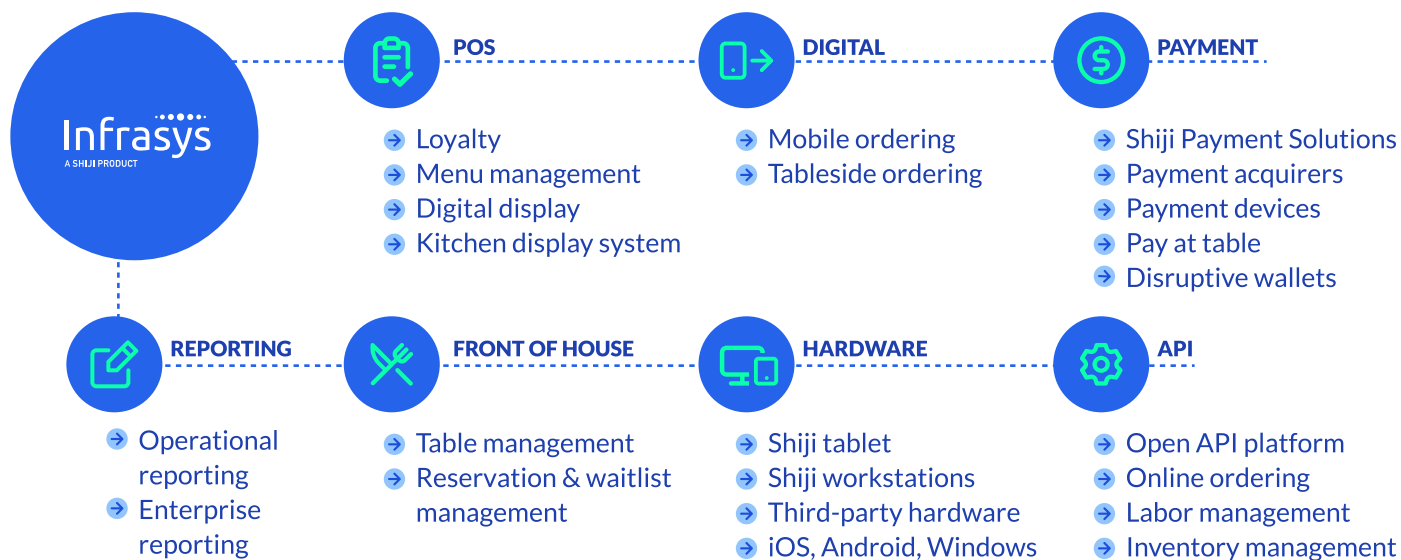 Infrasys
A SHIJI PRODUCT
POS
Loyalty
Menu management
Digital display
Kitchen display system
DIGITAL
Mobile ordering
Tableside ordering
PAYMENT
Shiji Payment Solutions
Payment acquirers
Payment devices
Pay at table
Disruptive wallets
REPORTING
Operational
reporting
Enterprise
reporting
FRONT OF HOUSE
Table management
Reservation & waitlist
management
HARDWARE
Shiji tablet
Shiji workstations
Third-party hardware
iOS, Android, Windows
API
Open API platform
Online ordering
Labor management
Inventory management